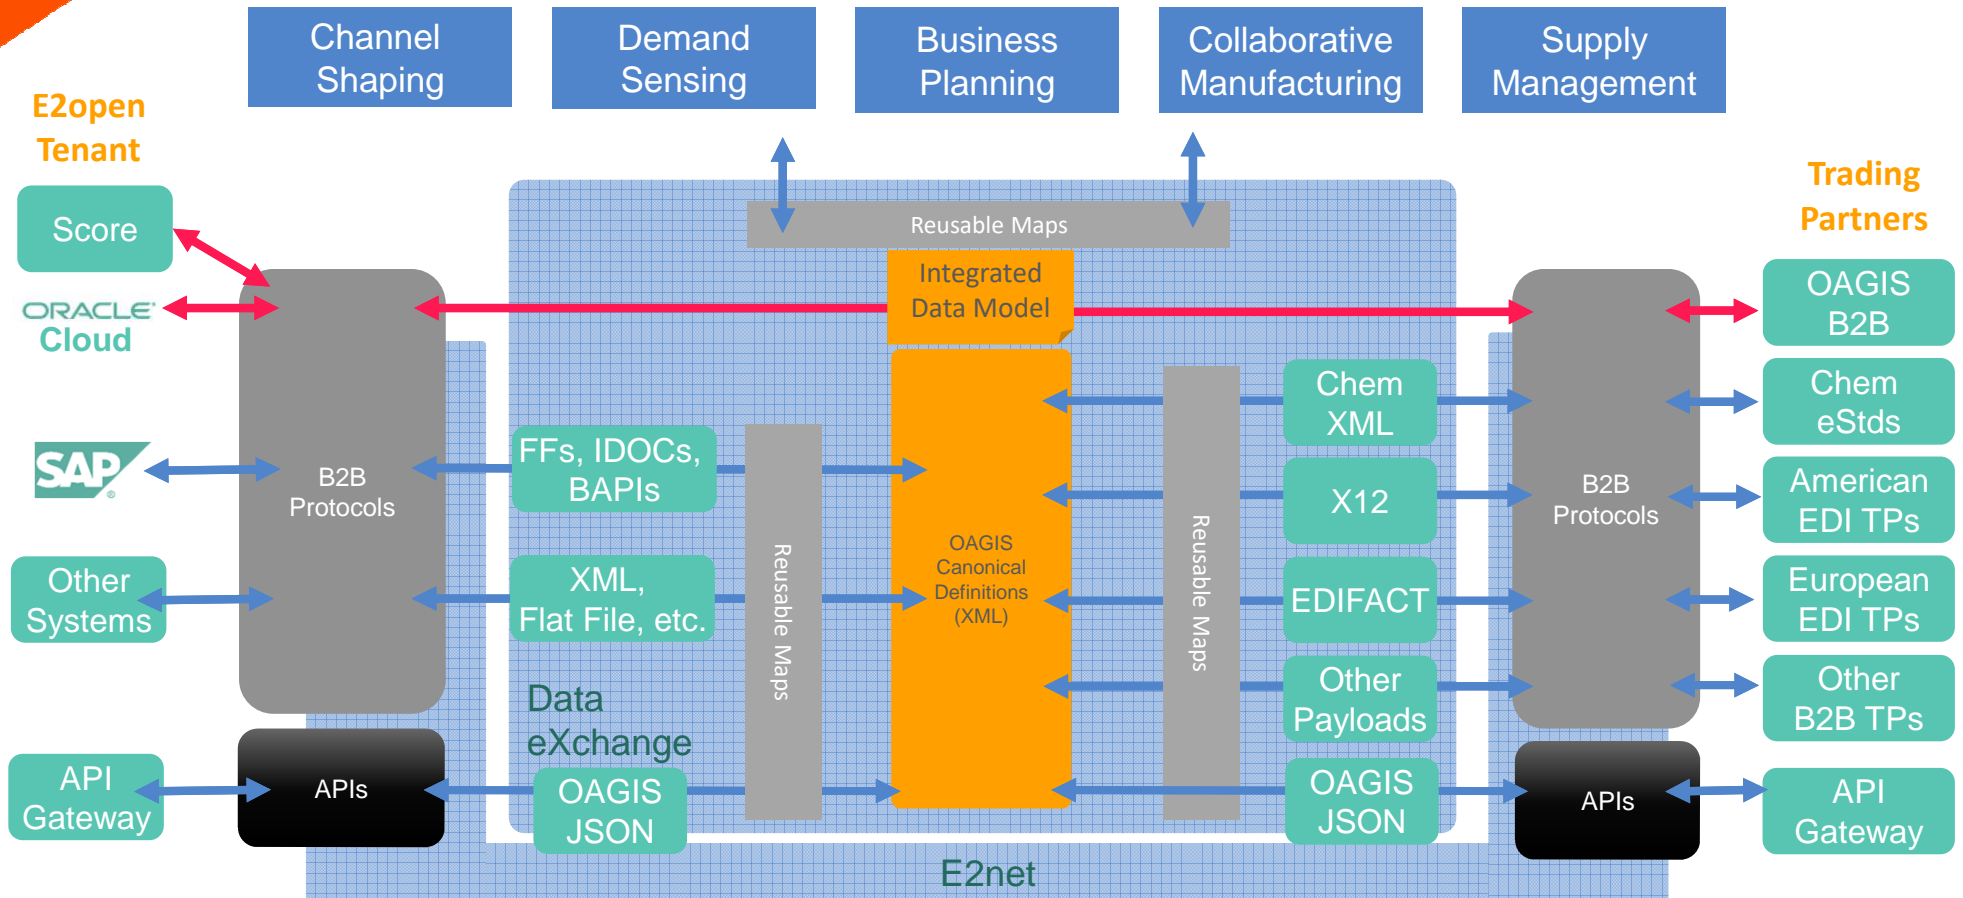 Channel
Shaping
Demand
Sensing
Business
Planning
Collaborative
Manufacturing
Supply
Management
E2open
Tenant
Trading
Partners
Score
ORACLE
Cloud
SAP
®
Other
Systems
API
Gateway
B2B
Protocols
APIs
Reusable Maps
Integrated
Data Model
FFs, IDOCs,
BAPIs
XML,
Flat File, etc.
Data
eXchange
OAGIS
JSON
Reusable Maps
OAGIS
Canonical
Definitions
(XML)
Reusable Maps
Chem
XML
X12
EDIFACT
Other
Payloads
OAGIS
JSON
E2net
B2B
Protocols
APIs
OAGIS
B2B
Chem
eStds
American
EDI TPs
European
EDI TPs
Other
B2B TPs
API
Gateway